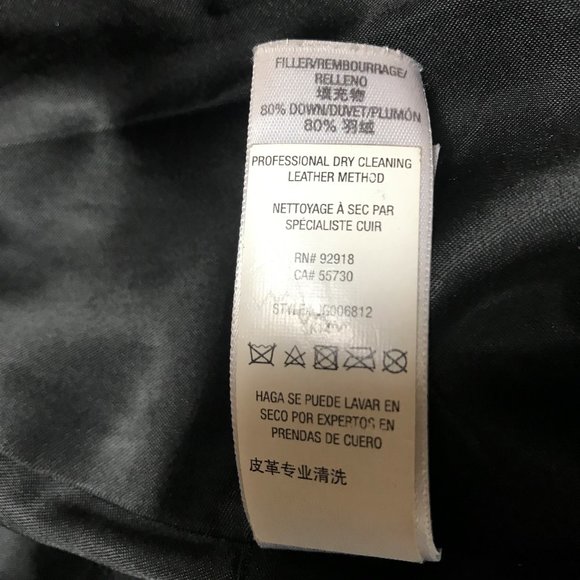 FILLER/REMBOURRAGE/
RELLENO
填充物
80% DOWN/DUVET/PLUMÓN
80% 羽绒
PROFESSIONAL DRY CLEANING
LEATHER METHOD
NETTOYAGE À SEC PAR
SPÉCIALISTE CUIR
RN# 92918
CA# 55730
HAGA SE PUEDE LAVAR EN
SECO POR EXPERTOS EN
PRENDAS DE CUERO
皮革专业清洗